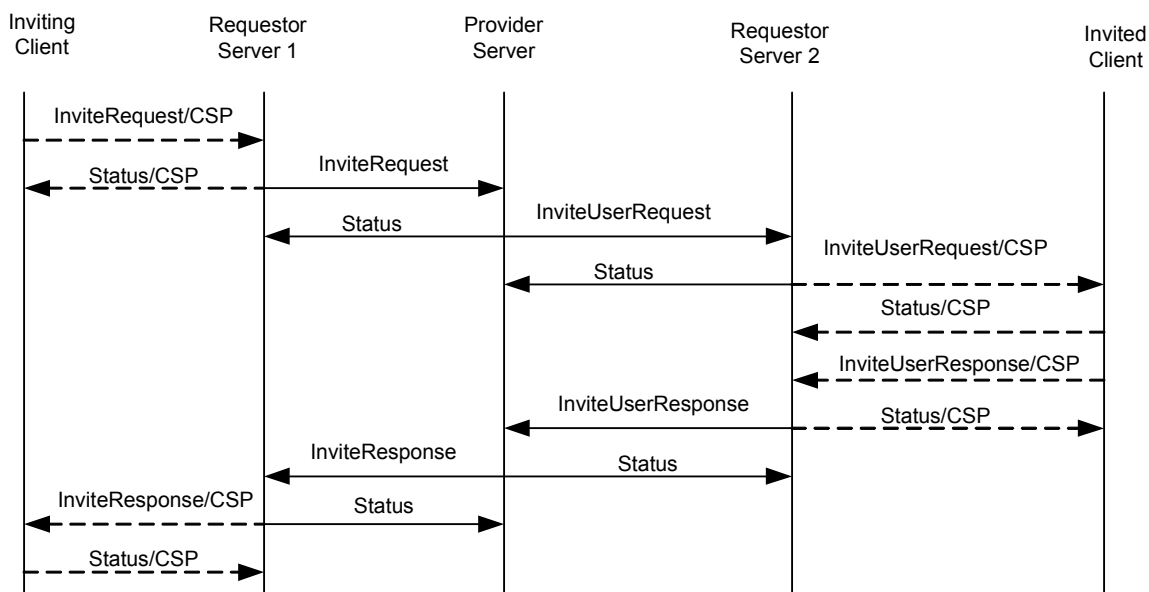 Inviting
Client
Requestor
Server 1
Provider
Server
Requestor
Server 2
Invited
Client
InviteRequest/CSP
Status/CSP
InviteRequest
Status
InviteUserRequest
Status
InviteUserRequest/CSP
Status/CSP
InviteUserResponse/CSP
InviteUserResponse
Status/CSP
InviteResponse
Status
InviteResponse/CSP
Status
Status/CSP